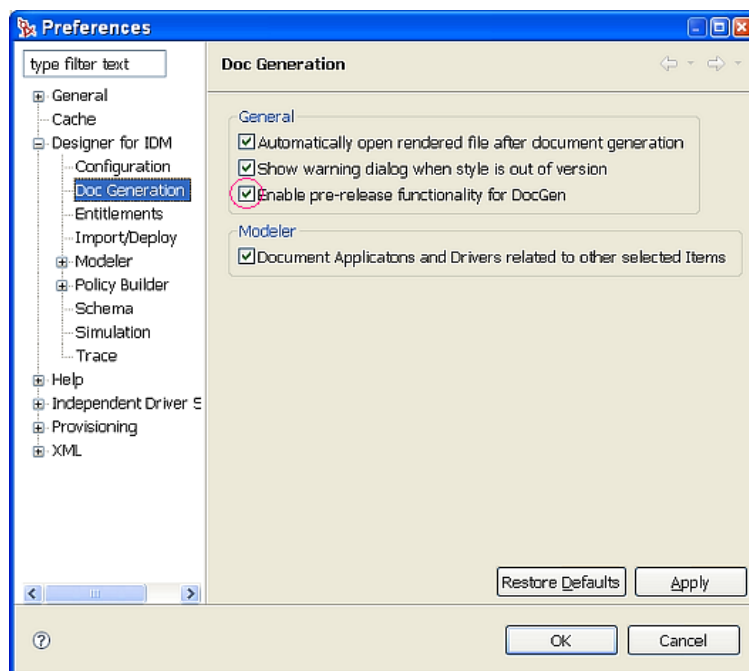 Preferences
type filter text
Doc Generation
General
Cache
Designer for IDM
Configuration
Doc Generation
Entitlements
Import/Deploy
Modeler
Policy Builder
Schema
Simulation
Trace
Help
Independent Driver S
Provisioning
XML
General
Automatically open rendered file after document generation
Show warning dialog when style is out of version
Enable pre-release functionality for DocGen
Modeler
Document Applicatons and Drivers related to other selected Items
Restore Defaults
Apply
OK
Cancel